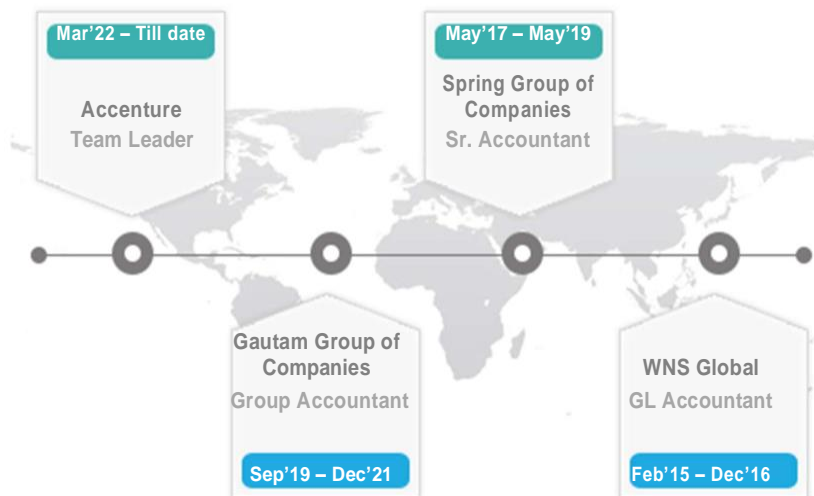 Mar’22 – Till date
Accenture
Team Leader
Gautam Group of
Companies
Group Accountant
Sep’19 – Dec’21
May’17 – May’19
Spring Group of
Companies
Sr. Accountant
WNS Global
GL Accountant
Feb’15 – Dec’16